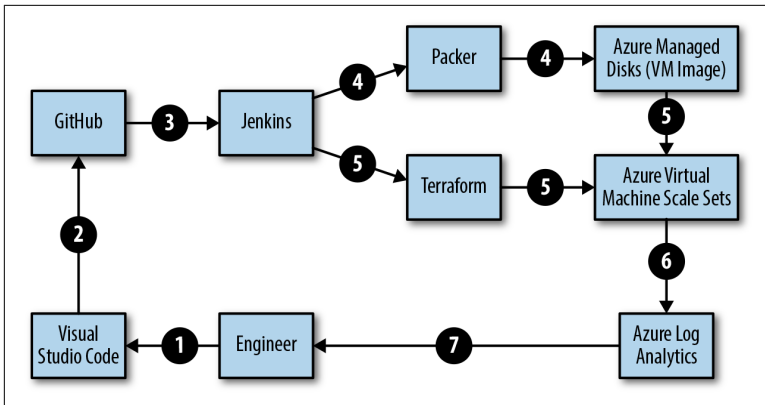 Packer
4
4
Azure Managed
Disks (VM Image)
GitHub
3
Jenkins
5
5
Terraform
5
Azure Virtual
Machine Scale Sets
2
6
Visual
Studio Code
1
Engineer
7
Azure Log
Analytics